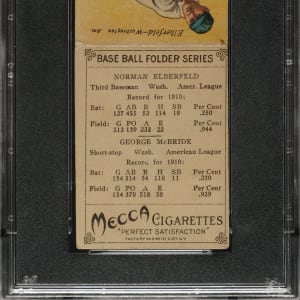 Elberfeld—Washington Am.
BASE BALL FOLDER SERIES
NORMAN ELBERFELD
Third Baseman Wash. Amer. League
Record for 1910:
Bat: G AB R H SB Per Cent
127 455 53 114 19 .250
Field: G PO A E Per Cent
113 139 233 22 .944
GEORGE McBRIDE
Short-stop Wash. American League
Record for 1910:
Bat: G AB R H SB Per Cent
154 514 54 118 11 .230
Field: G PO A E Per Cent
154 370 518 58 .939
MECCA CIGARETTES
"PERFECT SATISFACTION"